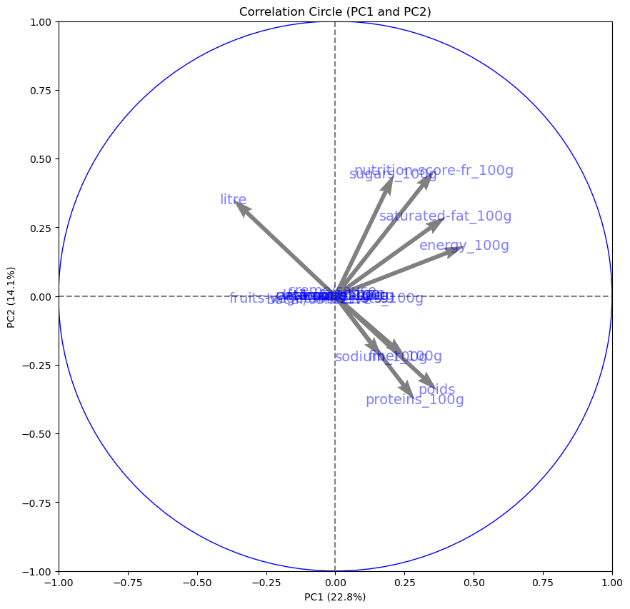 Correlation Circle (PC1 and PC2)
1.00
0.75
0.50
0.25
0.00
−0.25
−0.50
−0.75
−1.00
PC2 (14.1%)
nutrition-score-fr_100g
sugars_100g
saturated-fat_100g
litre
energy_100g
sodium_100g
fiber_100g
poids
proteins_100g
−1.00 −0.75 −0.50 −0.25 0.00 0.25 0.50 0.75 1.00
PC1 (22.8%)